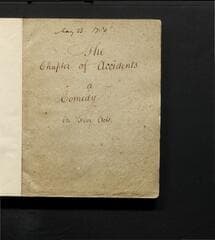 The
Chapter of Accidents
a
Comedy
in Five Acts.